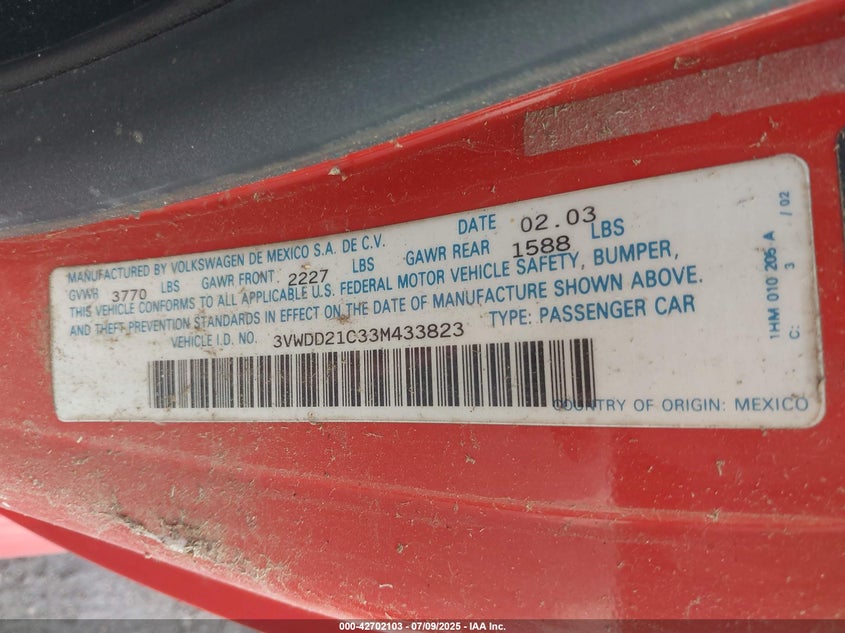 MANUFACTURED BY VOLKSWAGEN DE MEXICO S.A. DE C.V. DATE 02.03
GVWR 3770 LBS GAWR FRONT 2227 LBS GAWR REAR 1588 LBS
THIS VEHICLE CONFORMS TO ALL APPLICABLE U.S. FEDERAL MOTOR VEHICLE SAFETY, BUMPER,
AND THEFT PREVENTION STANDARDS IN EFFECT ON THE DATE OF MANUFACTURE SHOWN ABOVE.
VEHICLE I.D. NO. 3VWDD21C33M433823 TYPE: PASSENGER CAR
COUNTRY OF ORIGIN: MEXICO
1HM 010 205 A / 02
C: 3
000-42702103 - 07/09/2025 - IAA Inc.